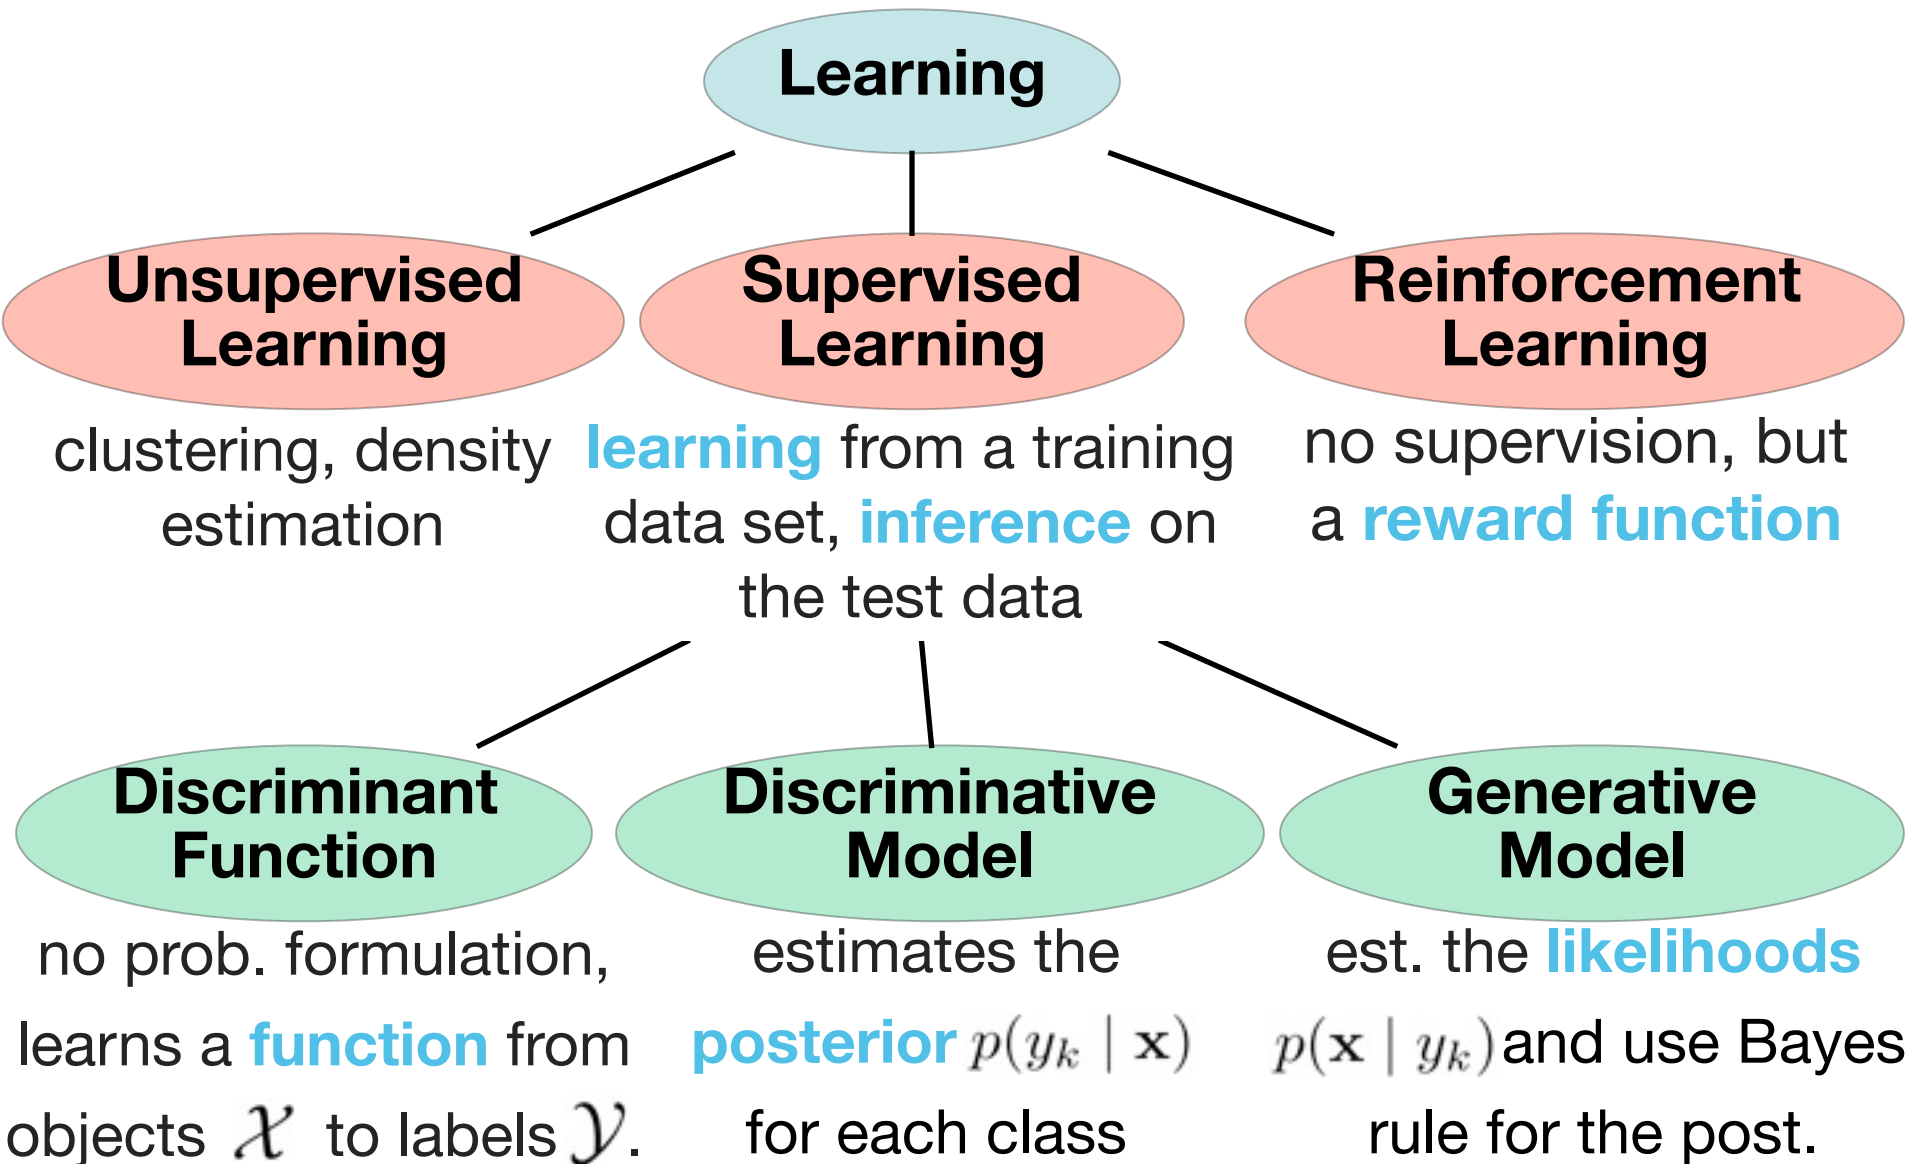 Learning
Unsupervised
Learning
Supervised
Learning
Reinforcement
Learning
clustering, density
estimation
learning from a training
data set, inference on
the test data
no supervision, but
a reward function
Discriminant
Function
Discriminative
Model
Generative
Model
no prob. formulation,
learns a function from
objects 𝒳 to labels 𝒴.
estimates the
posterior p(y_k | x)
for each class
est. the likelihoods
p(x | y_k) and use Bayes
rule for the post.